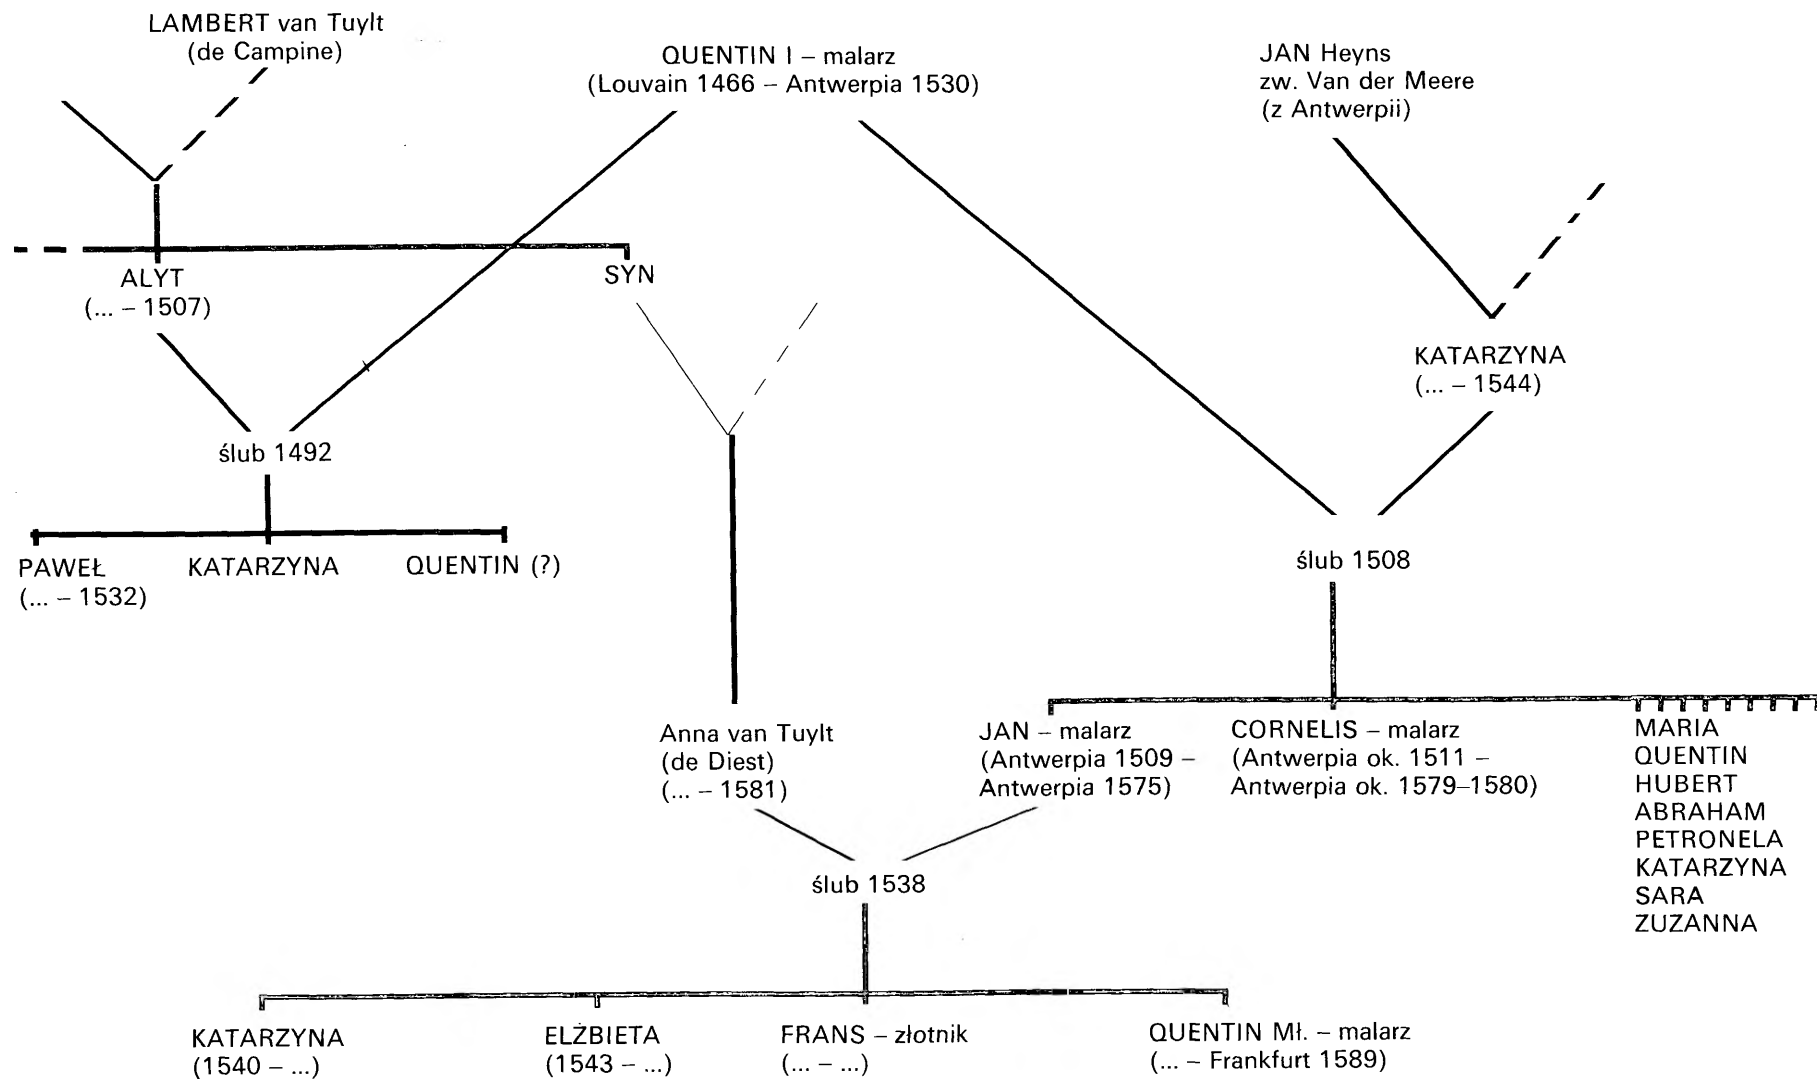 LAMBERT van Tuylt
(de Campine)
QUENTIN I – malarz
(Louvain 1466 – Antwerpia 1530)
JAN Heyns
zw. Van der Meere
(z Antwerpii)
ALYT
(... – 1507)
SYN
KATARZYNA
(... – 1544)
ślub 1492
PAWEŁ
(... – 1532)
KATARZYNA
QUENTIN (?)
ślub 1508
Anna van Tuylt
(de Diest)
(... – 1581)
JAN – malarz
(Antwerpia 1509 –
Antwerpia 1575)
CORNELIS – malarz
(Antwerpia ok. 1511 –
Antwerpia ok. 1579–1580)
MARIA
QUENTIN
HUBERT
ABRAHAM
PETRONELA
KATARZYNA
SARA
ZUZANNA
ślub 1538
KATARZYNA
(1540 – ...)
ELŻBIETA
(1543 – ...)
FRANS – złotnik
(... – ...)
QUENTIN Mł. – malarz
(... – Frankfurt 1589)